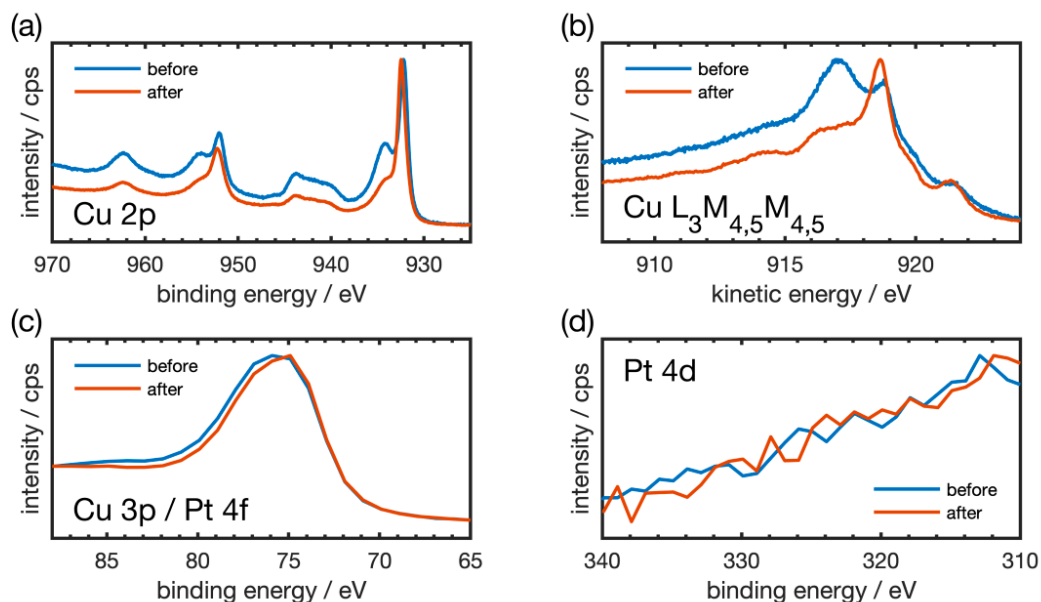 (a)
before
after
Cu 2p
intensity / cps
970 960 950 940 930
binding energy / eV
(b)
before
after
Cu L3M4,5M4,5
intensity / cps
910 915 920
kinetic energy / eV
(c)
before
after
Cu 3p / Pt 4f
intensity / cps
85 80 75 70 65
binding energy / eV
(d)
Pt 4d
before
after
intensity / cps
340 330 320 310
binding energy / eV